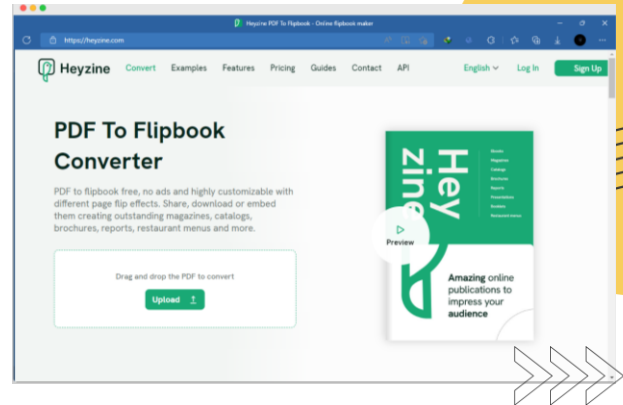 Heyzine PDF To Flipbook - Online flipbook maker
https://heyzine.com
Heyzine Convert Examples Features Pricing Guides Contact API English Log In Sign Up
PDF To Flipbook
Converter
PDF to flipbook free, no ads and highly customizable with
different page flip effects. Share, download or embed
them creating outstanding magazines, catalogs,
brochures, reports, restaurant menus and more.
Drag and drop the PDF to convert
Upload
Hey
zine
Preview
Amazing online
publications to
impress your
audience